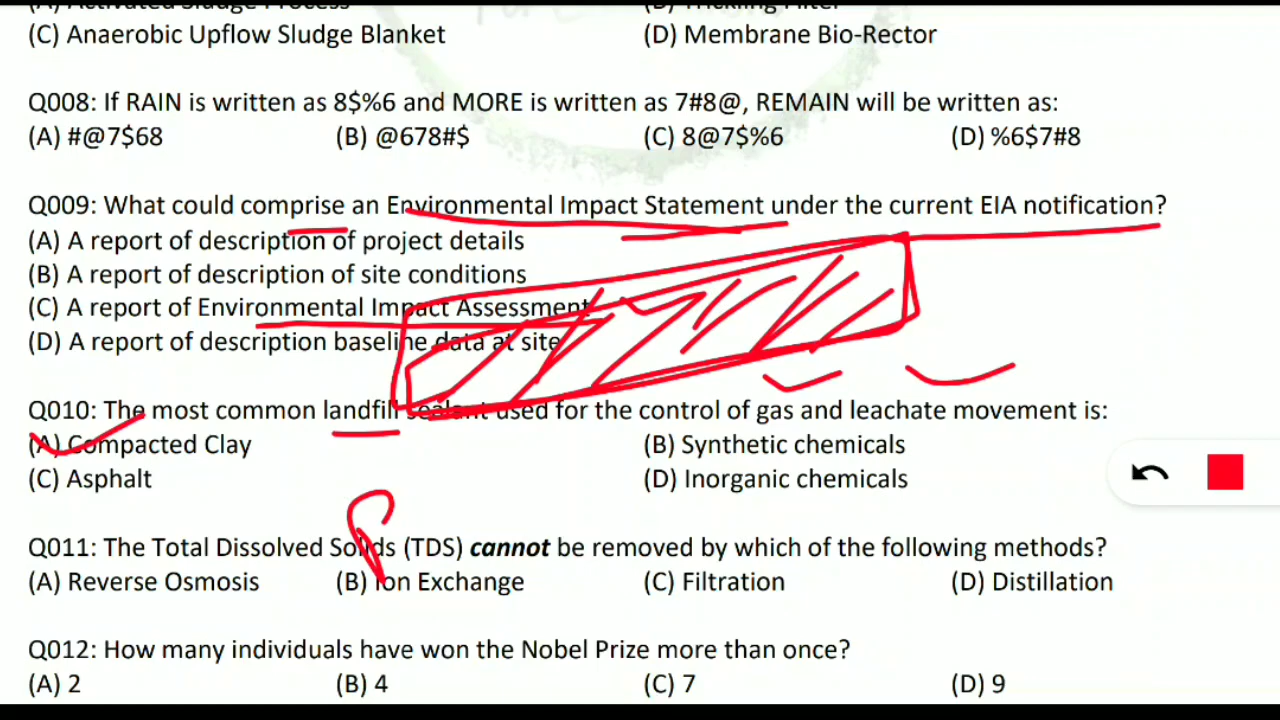 (A) Activated Sludge Process (B) Trickling Filter
(C) Anaerobic Upflow Sludge Blanket (D) Membrane Bio-Rector
Q008: If RAIN is written as 8$%6 and MORE is written as 7#8@, REMAIN will be written as:
(A) #@7$68 (B) @678#$ (C) 8@7$%6 (D) %6$7#8
Q009: What could comprise an Environmental Impact Statement under the current EIA notification?
(A) A report of description of project details
(B) A report of description of site conditions
(C) A report of Environmental Impact Assessment
(D) A report of description baseline data at site
Q010: The most common landfill sealant used for the control of gas and leachate movement is:
(A) Compacted Clay (B) Synthetic chemicals
(C) Asphalt (D) Inorganic chemicals
Q011: The Total Dissolved Solids (TDS) cannot be removed by which of the following methods?
(A) Reverse Osmosis (B) Ion Exchange (C) Filtration (D) Distillation
Q012: How many individuals have won the Nobel Prize more than once?
(A) 2 (B) 4 (C) 7 (D) 9